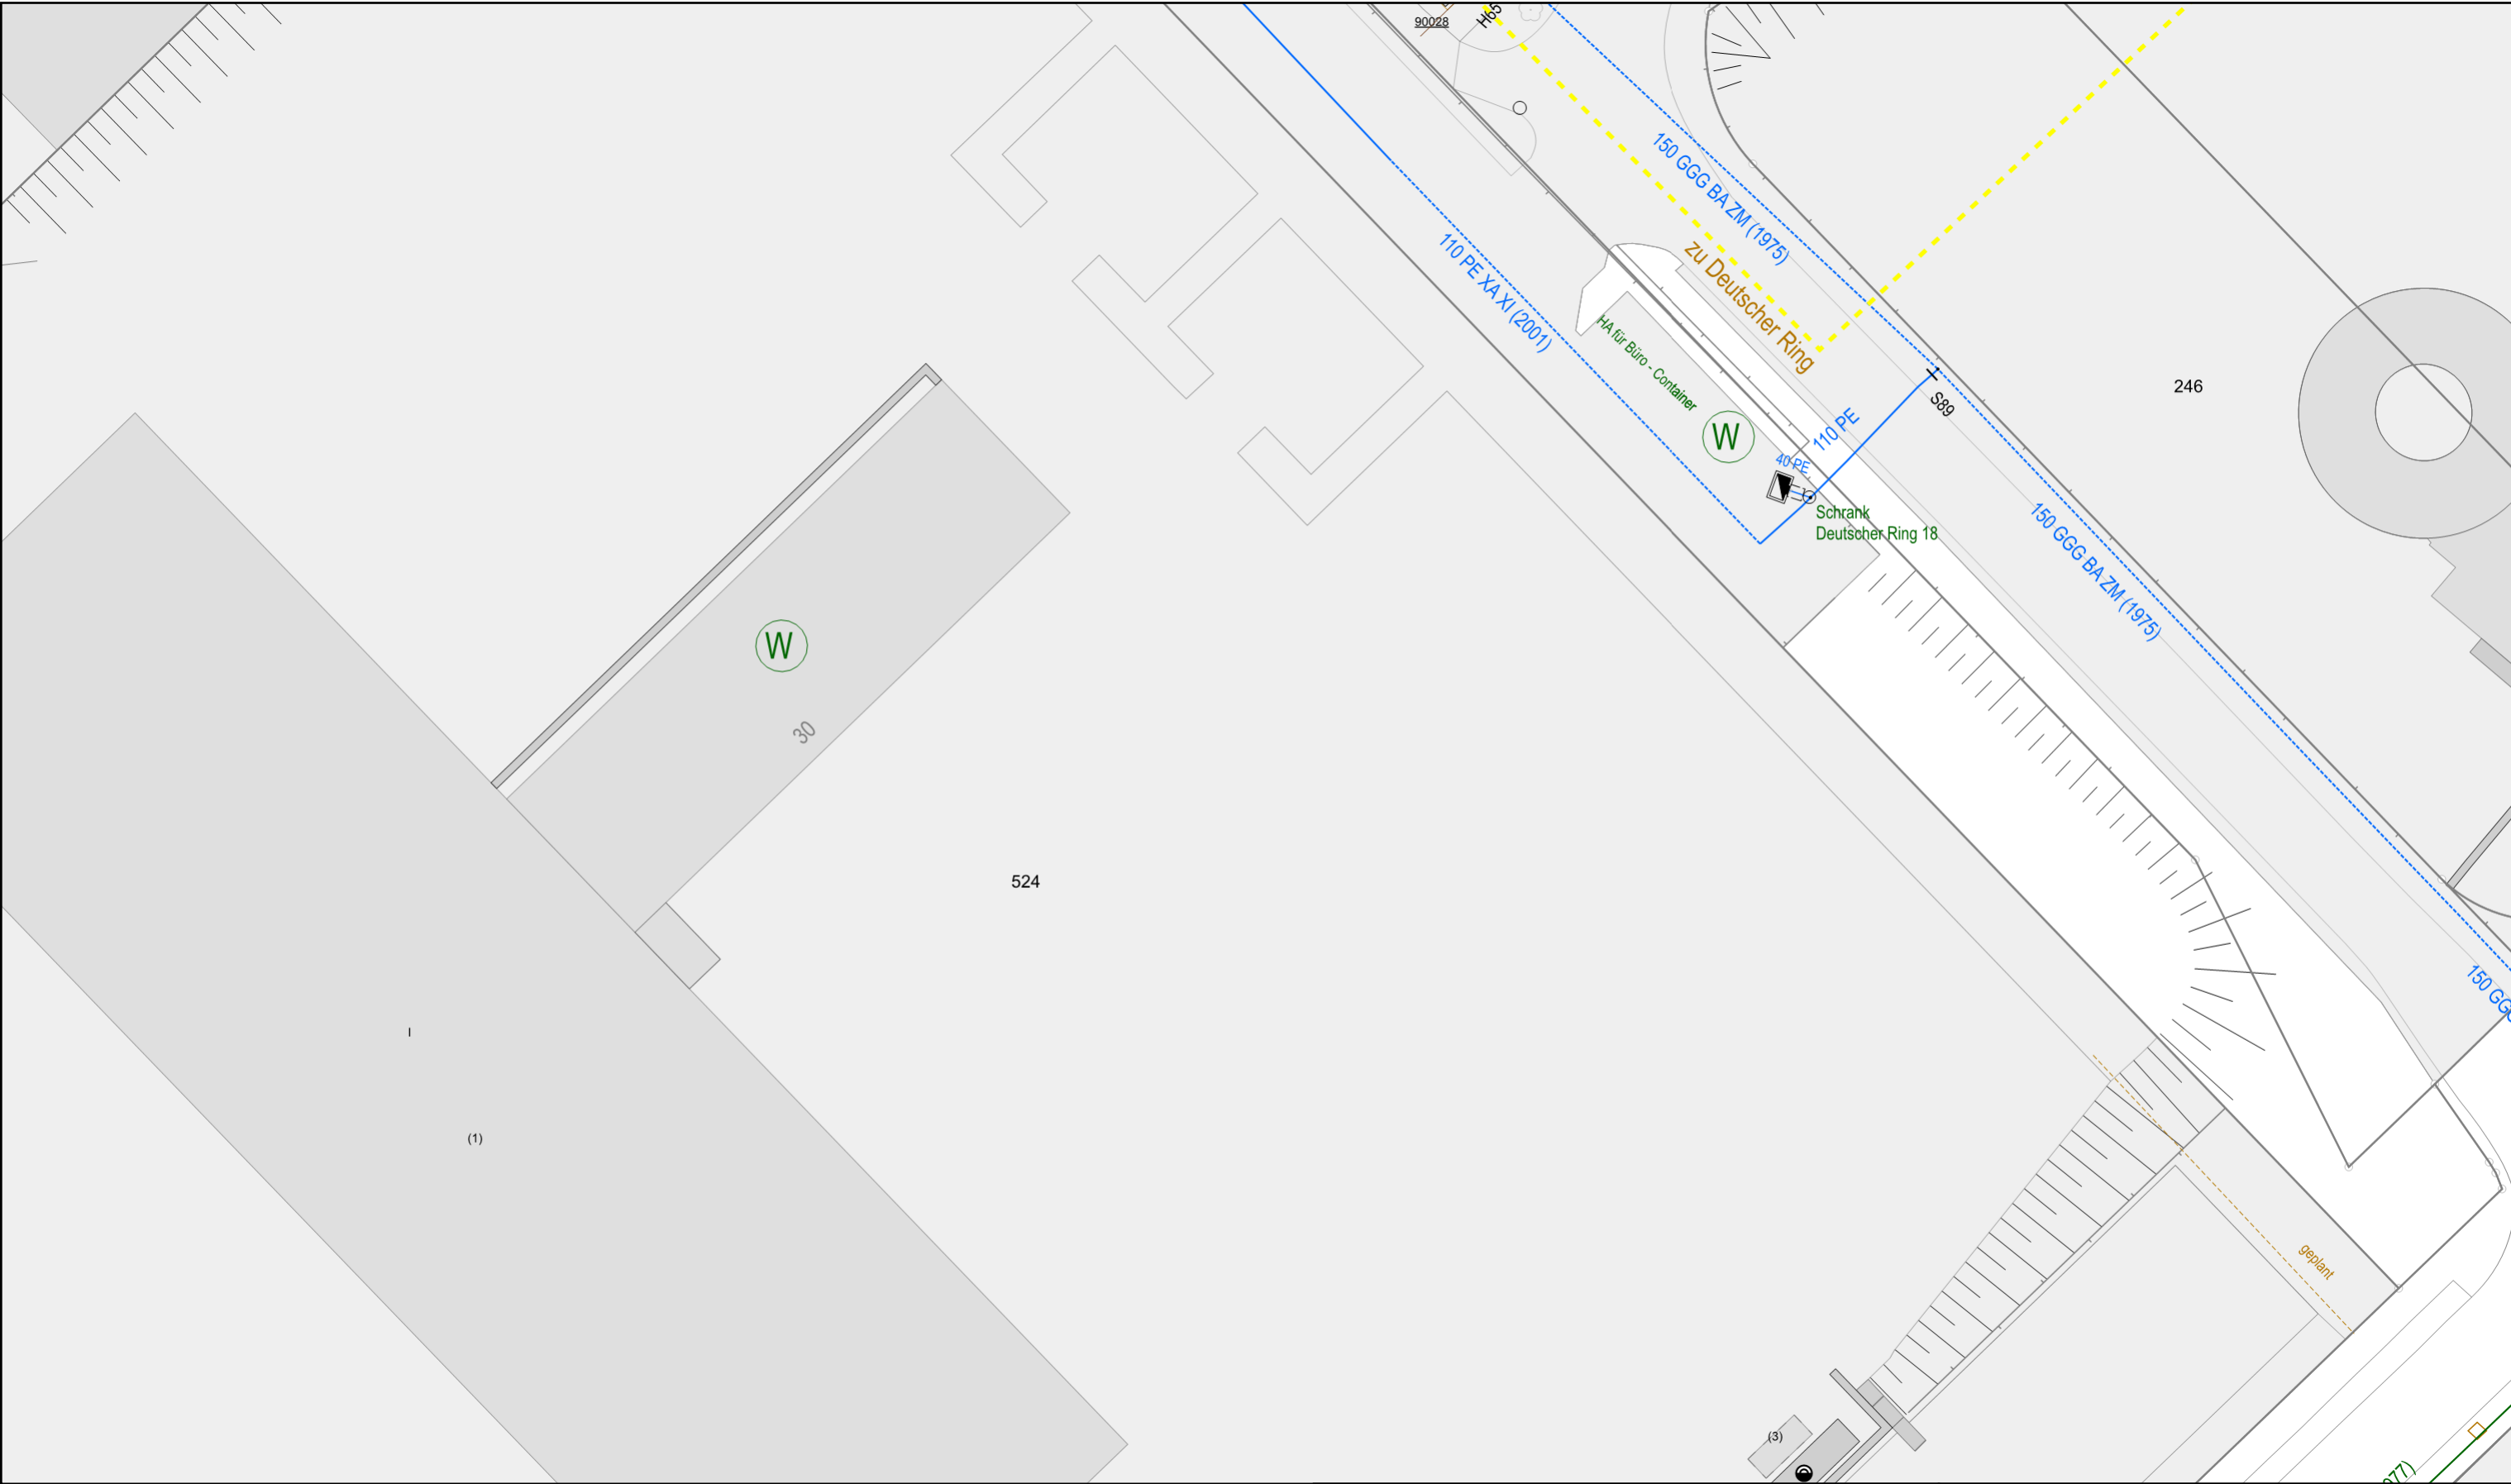 90028
H65
150 GGG BA ZM (1975)
110 PE XA XI (2001)
zu Deutscher Ring
HA für Büro - Container
W
110 PE
40 PE
S89
246
Schrank
Deutscher Ring 18
150 GGG BA ZM (1975)
W
30
524
150 GG
I
(1)
geplant
(3)
977)